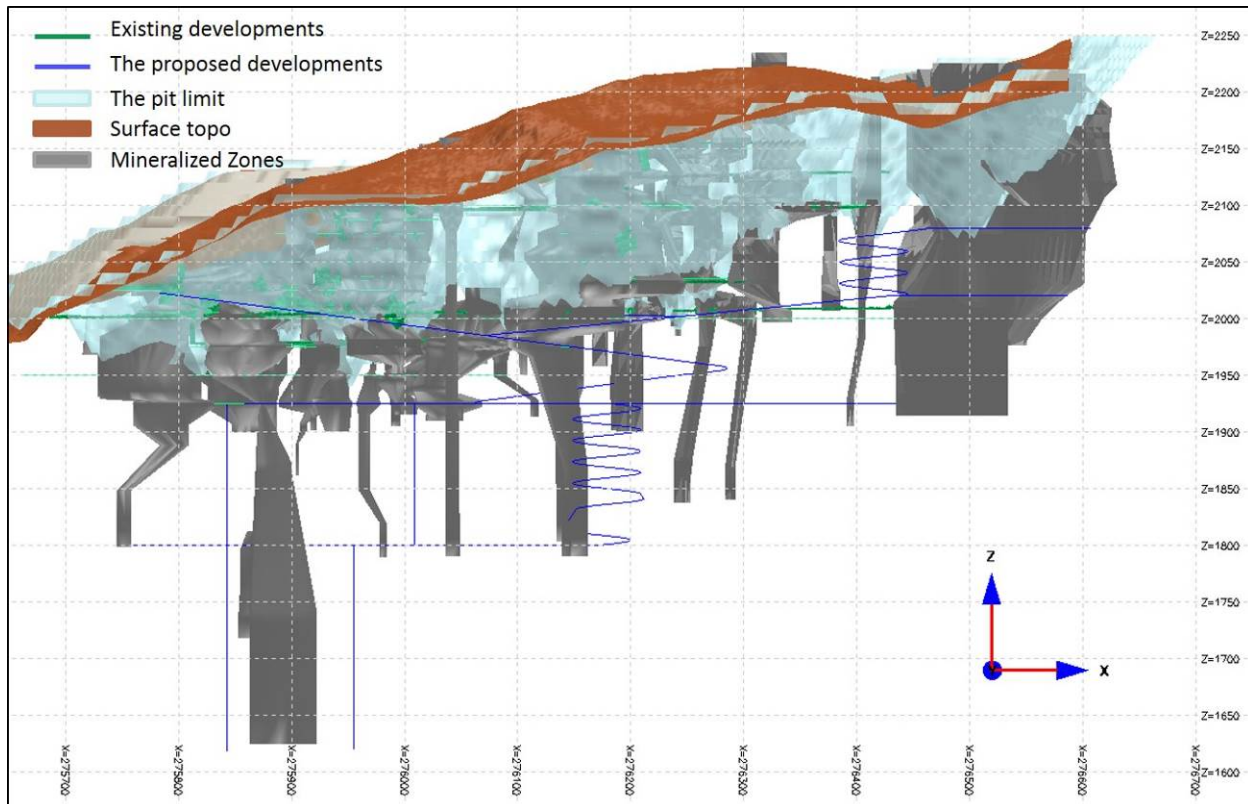 Existing developments
The proposed developments
The pit limit
Surface topo
Mineralized Zones
Z=2250
Z=2200
Z=2150
Z=2100
Z=2050
Z=2000
Z=1950
Z=1900
Z=1850
Z=1800
Z=1750
Z=1700
Z=1650
Z=1600
Z
X
X=275700
X=275800
X=275900
X=276000
X=276100
X=276200
X=276300
X=276400
X=276500
X=276600
X=276700